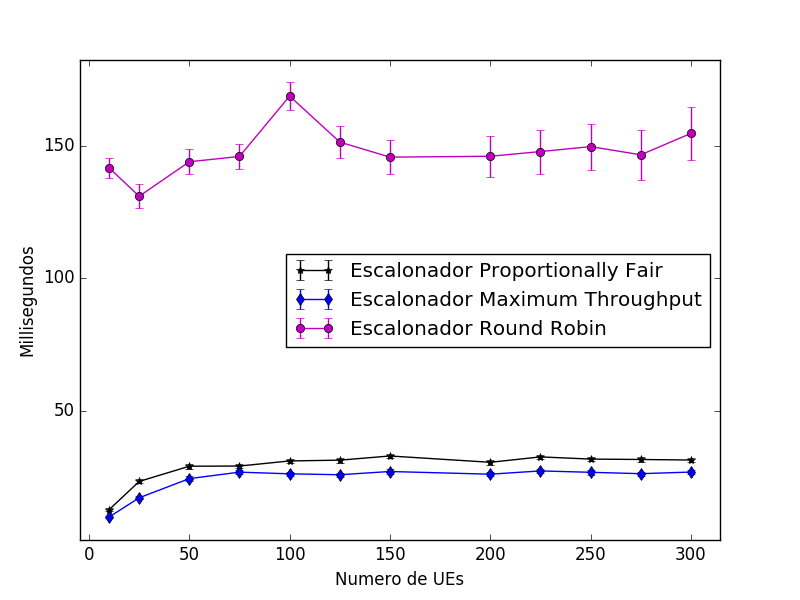 150
100
50
Millisegundos
Escalonador Proportionally Fair
Escalonador Maximum Throughput
Escalonador Round Robin
0 50 100 150 200 250 300
Numero de UEs